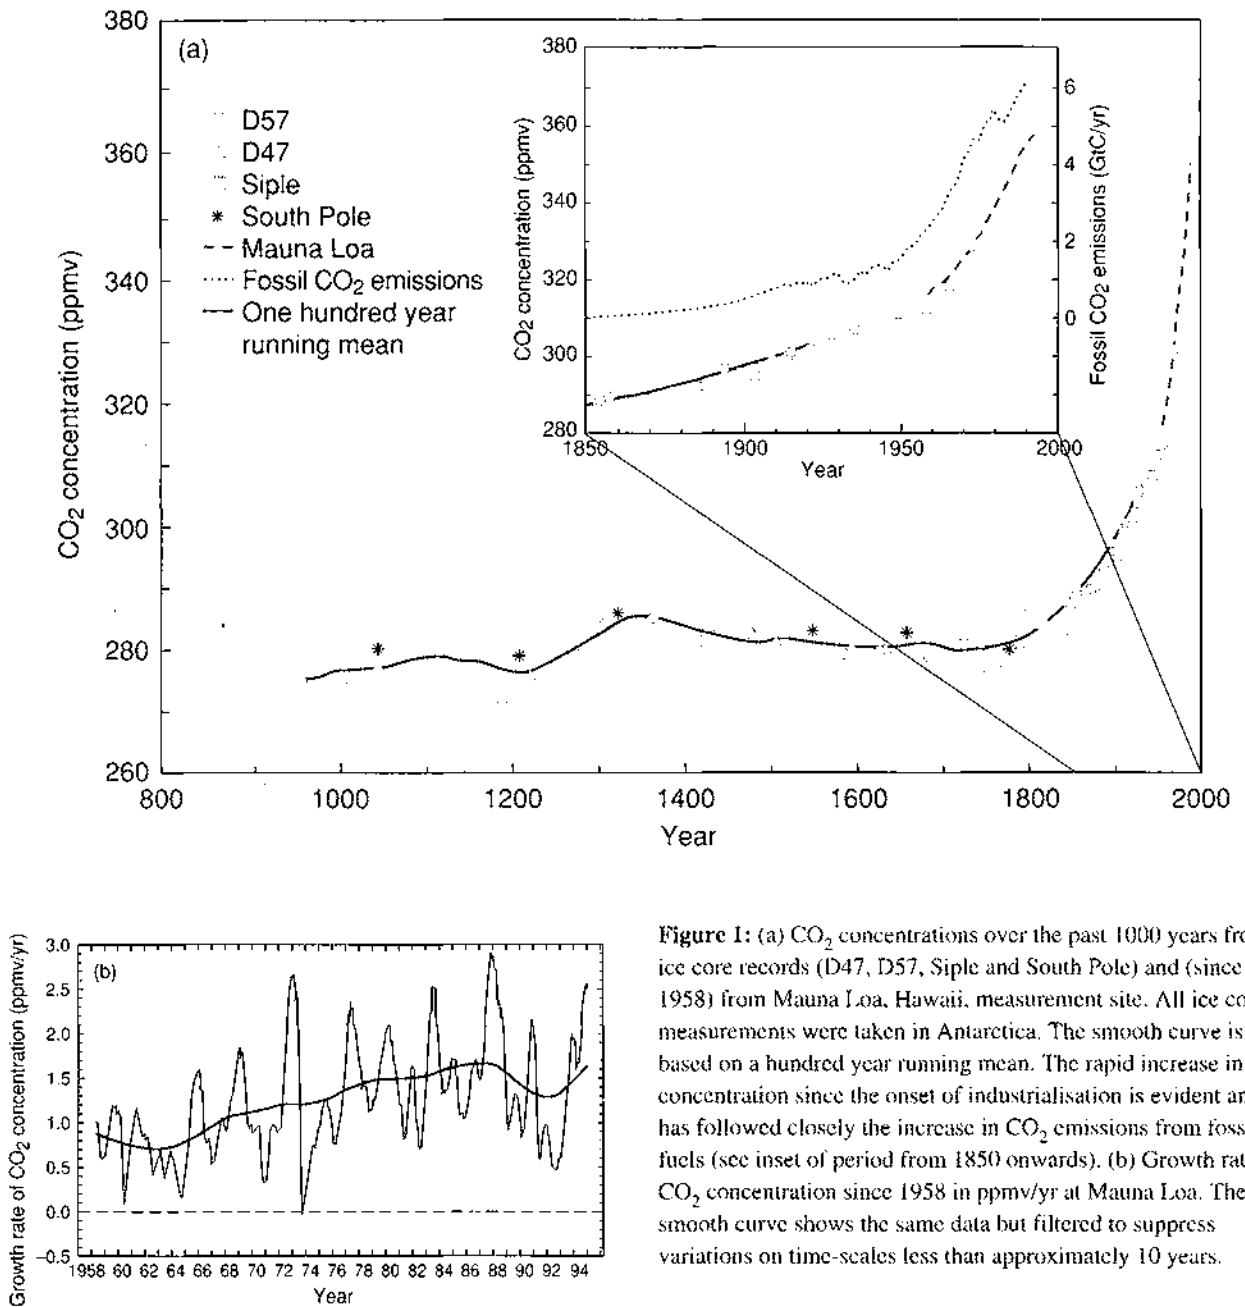 (a)
D57
D47
Siple
South Pole
Mauna Loa
Fossil CO2 emissions
One hundred year
running mean
CO2 concentration (ppmv)
380
360
340
320
300
280
260
800
1000
1200
1400
1600
1800
2000
Year
CO2 concentration (ppmv)
380
360
340
320
300
280
1850
1900
1950
2000
Year
6
4
2
0
Fossil CO2 emissions (GtC/yr)
(b)
Growth rate of CO2 concentration (ppmv/yr)
3.0
2.5
2.0
1.5
1.0
0.5
0.0
-0.5
1958 60 62 64 66 68 70 72 74 76 78 80 82 84 86 88 90 92 94
Year
Figure 1: (a) CO2 concentrations over the past 1000 years
ice core records (D47, D57, Siple and South Pole) and (since
1958) from Mauna Loa, Hawaii, measurement site. All ice
measurements were taken in Antarctica. The smooth curve is
based on a hundred year running mean. The rapid increase in
concentration since the onset of industrialisation is evident
has followed closely the increase in CO2 emissions from
fuels (see inset of period from 1850 onwards). (b) Growth
CO2 concentration since 1958 in ppmv/yr at Mauna Loa. The
smooth curve shows the same data but filtered to suppress
variations on time-scales less than approximately 10 years.